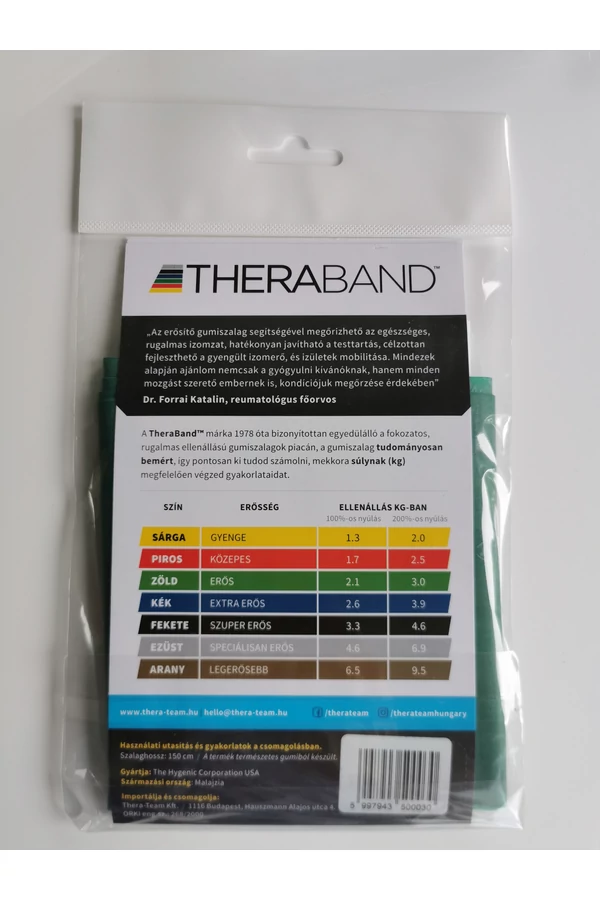 THERABAND™
„Az erősítő gumiszalag segítségével megőrizhető az egészséges,
rugalmas izomzat, hatékonyan javítható a testtartás, célzottan
fejleszthető a gyengült izomerő, és izületek mobilitása. Mindezek
alapján ajánlom nemcsak a gyógyulni kívánóknak, hanem minden
mozgást szerető embernek is, kondíciójuk megőrzése érdekében”
Dr. Forrai Katalin, reumatológus főorvos
A TheraBand™ márka 1978 óta bizonyítottan egyedülálló a fokozatos,
rugalmas ellenállású gumiszalagok piacán, a gumiszalag tudományosan
bemért, így pontosan ki tudod számolni, mekkora súlynak (kg)
megfelelően végzed gyakorlataidat.
SZÍN ERŐSSÉG ELLENÁLLÁS KG-BAN
100%-os nyúlás 200%-os nyúlás
SÁRGA GYENGE 1.3 2.0
PIROS KÖZEPES 1.7 2.5
ZÖLD ERŐS 2.1 3.0
KÉK EXTRA ERŐS 2.6 3.9
FEKETE SZUPER ERŐS 3.3 4.6
EZÜST SPECIÁLISAN ERŐS 4.6 6.9
ARANY LEGERŐSEBB 6.5 9.5
www.thera-team.hu hello@thera-team.hu /therateam /therateamhungary
Használati utasítás és gyakorlatok a csomagolásban.
Szalaghossz: 150 cm / A termék természetes gumiból készült.
Gyártja: The Hygenic Corporation USA
Származási ország: Malajzia
Importálja és csomagolja:
Thera-Team Kft. / 1116 Budapest, Hauszmann Alajos utca 4.
ORKI eng.
5 997943 500030